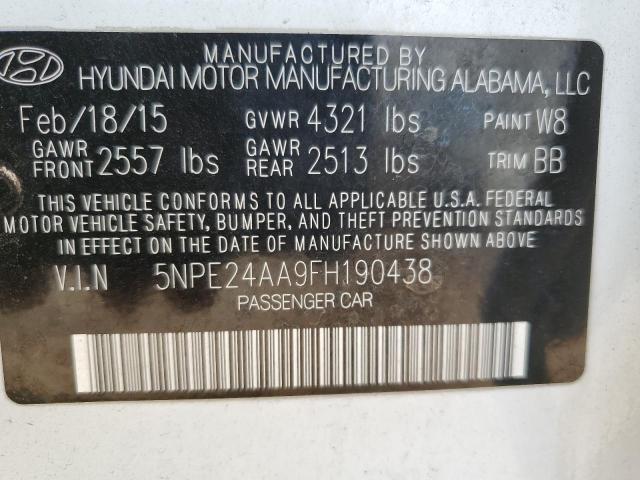 MANUFACTURED BY
HYUNDAI MOTOR MANUFACTURING ALABAMA, LLC
Feb/18/15 GVWR 4321 lbs PAINT W8
GAWR FRONT 2557 lbs GAWR REAR 2513 lbs TRIM BB
THIS VEHICLE CONFORMS TO ALL APPLICABLE U.S.A. FEDERAL
MOTOR VEHICLE SAFETY, BUMPER, AND THEFT PREVENTION STANDARDS
IN EFFECT ON THE DATE OF MANUFACTURE SHOWN ABOVE
V.I.N 5NPE24AA9FH190438
PASSENGER CAR